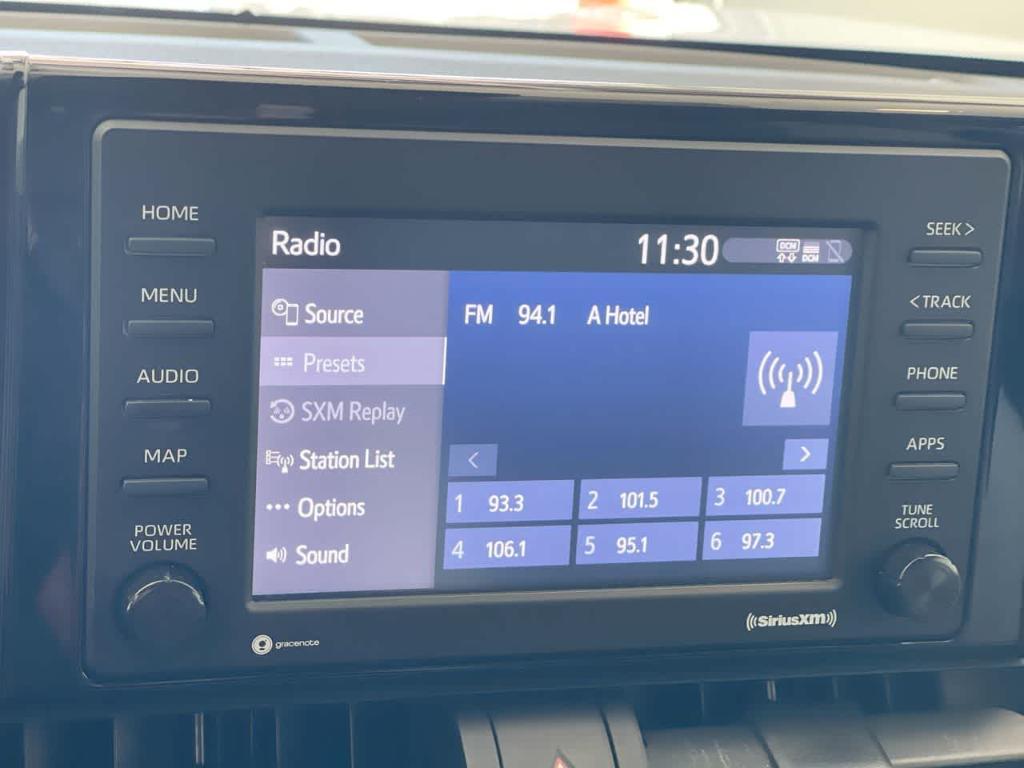 HOME
MENU
AUDIO
MAP
POWER
VOLUME
Radio
11:30
DCM
DCM
Source
Presets
SXM Replay
Station List
Options
Sound
FM 94.1 A Hotel
<
>
1 93.3
2 101.5
3 100.7
4 106.1
5 95.1
6 97.3
SEEK >
< TRACK
PHONE
APPS
TUNE
SCROLL
gracenote
((SiriusXM))